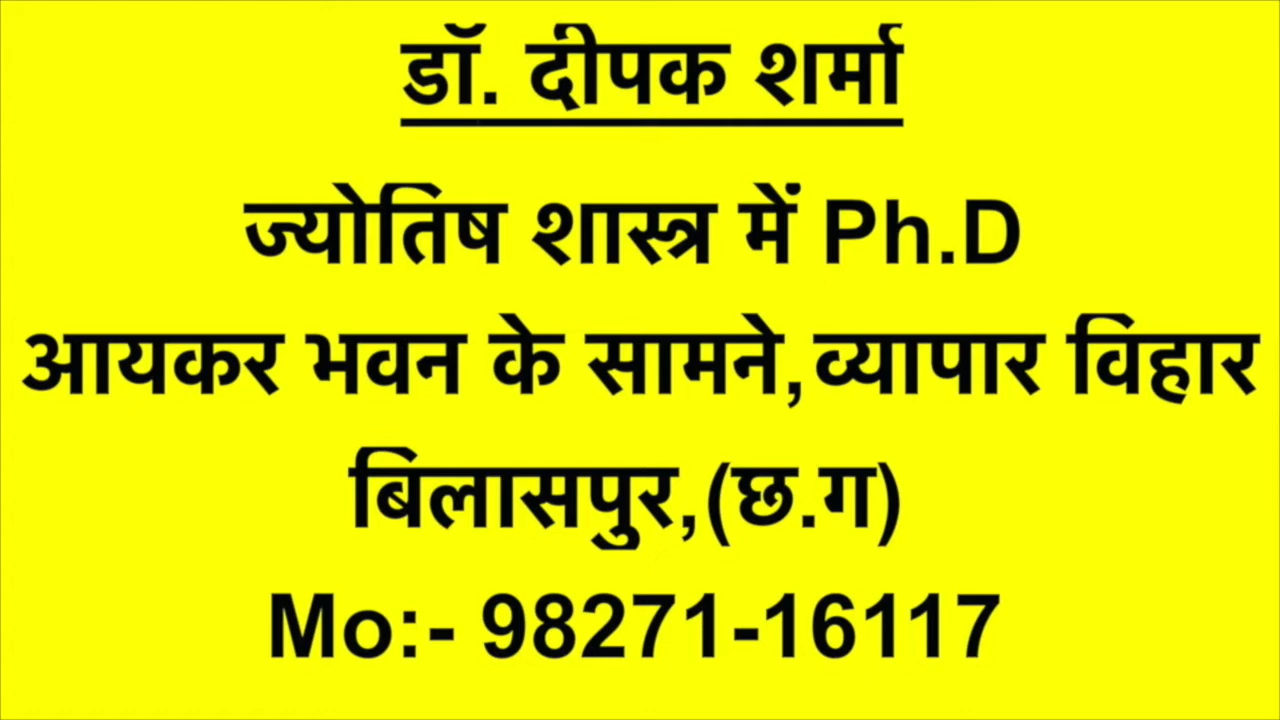 डॉ. दीपक शर्मा
ज्योतिष शास्त्र में Ph.D
आयकर भवन के सामने,व्यापार विहार
बिलासपुर,(छ.ग)
Mo:- 98271-16117